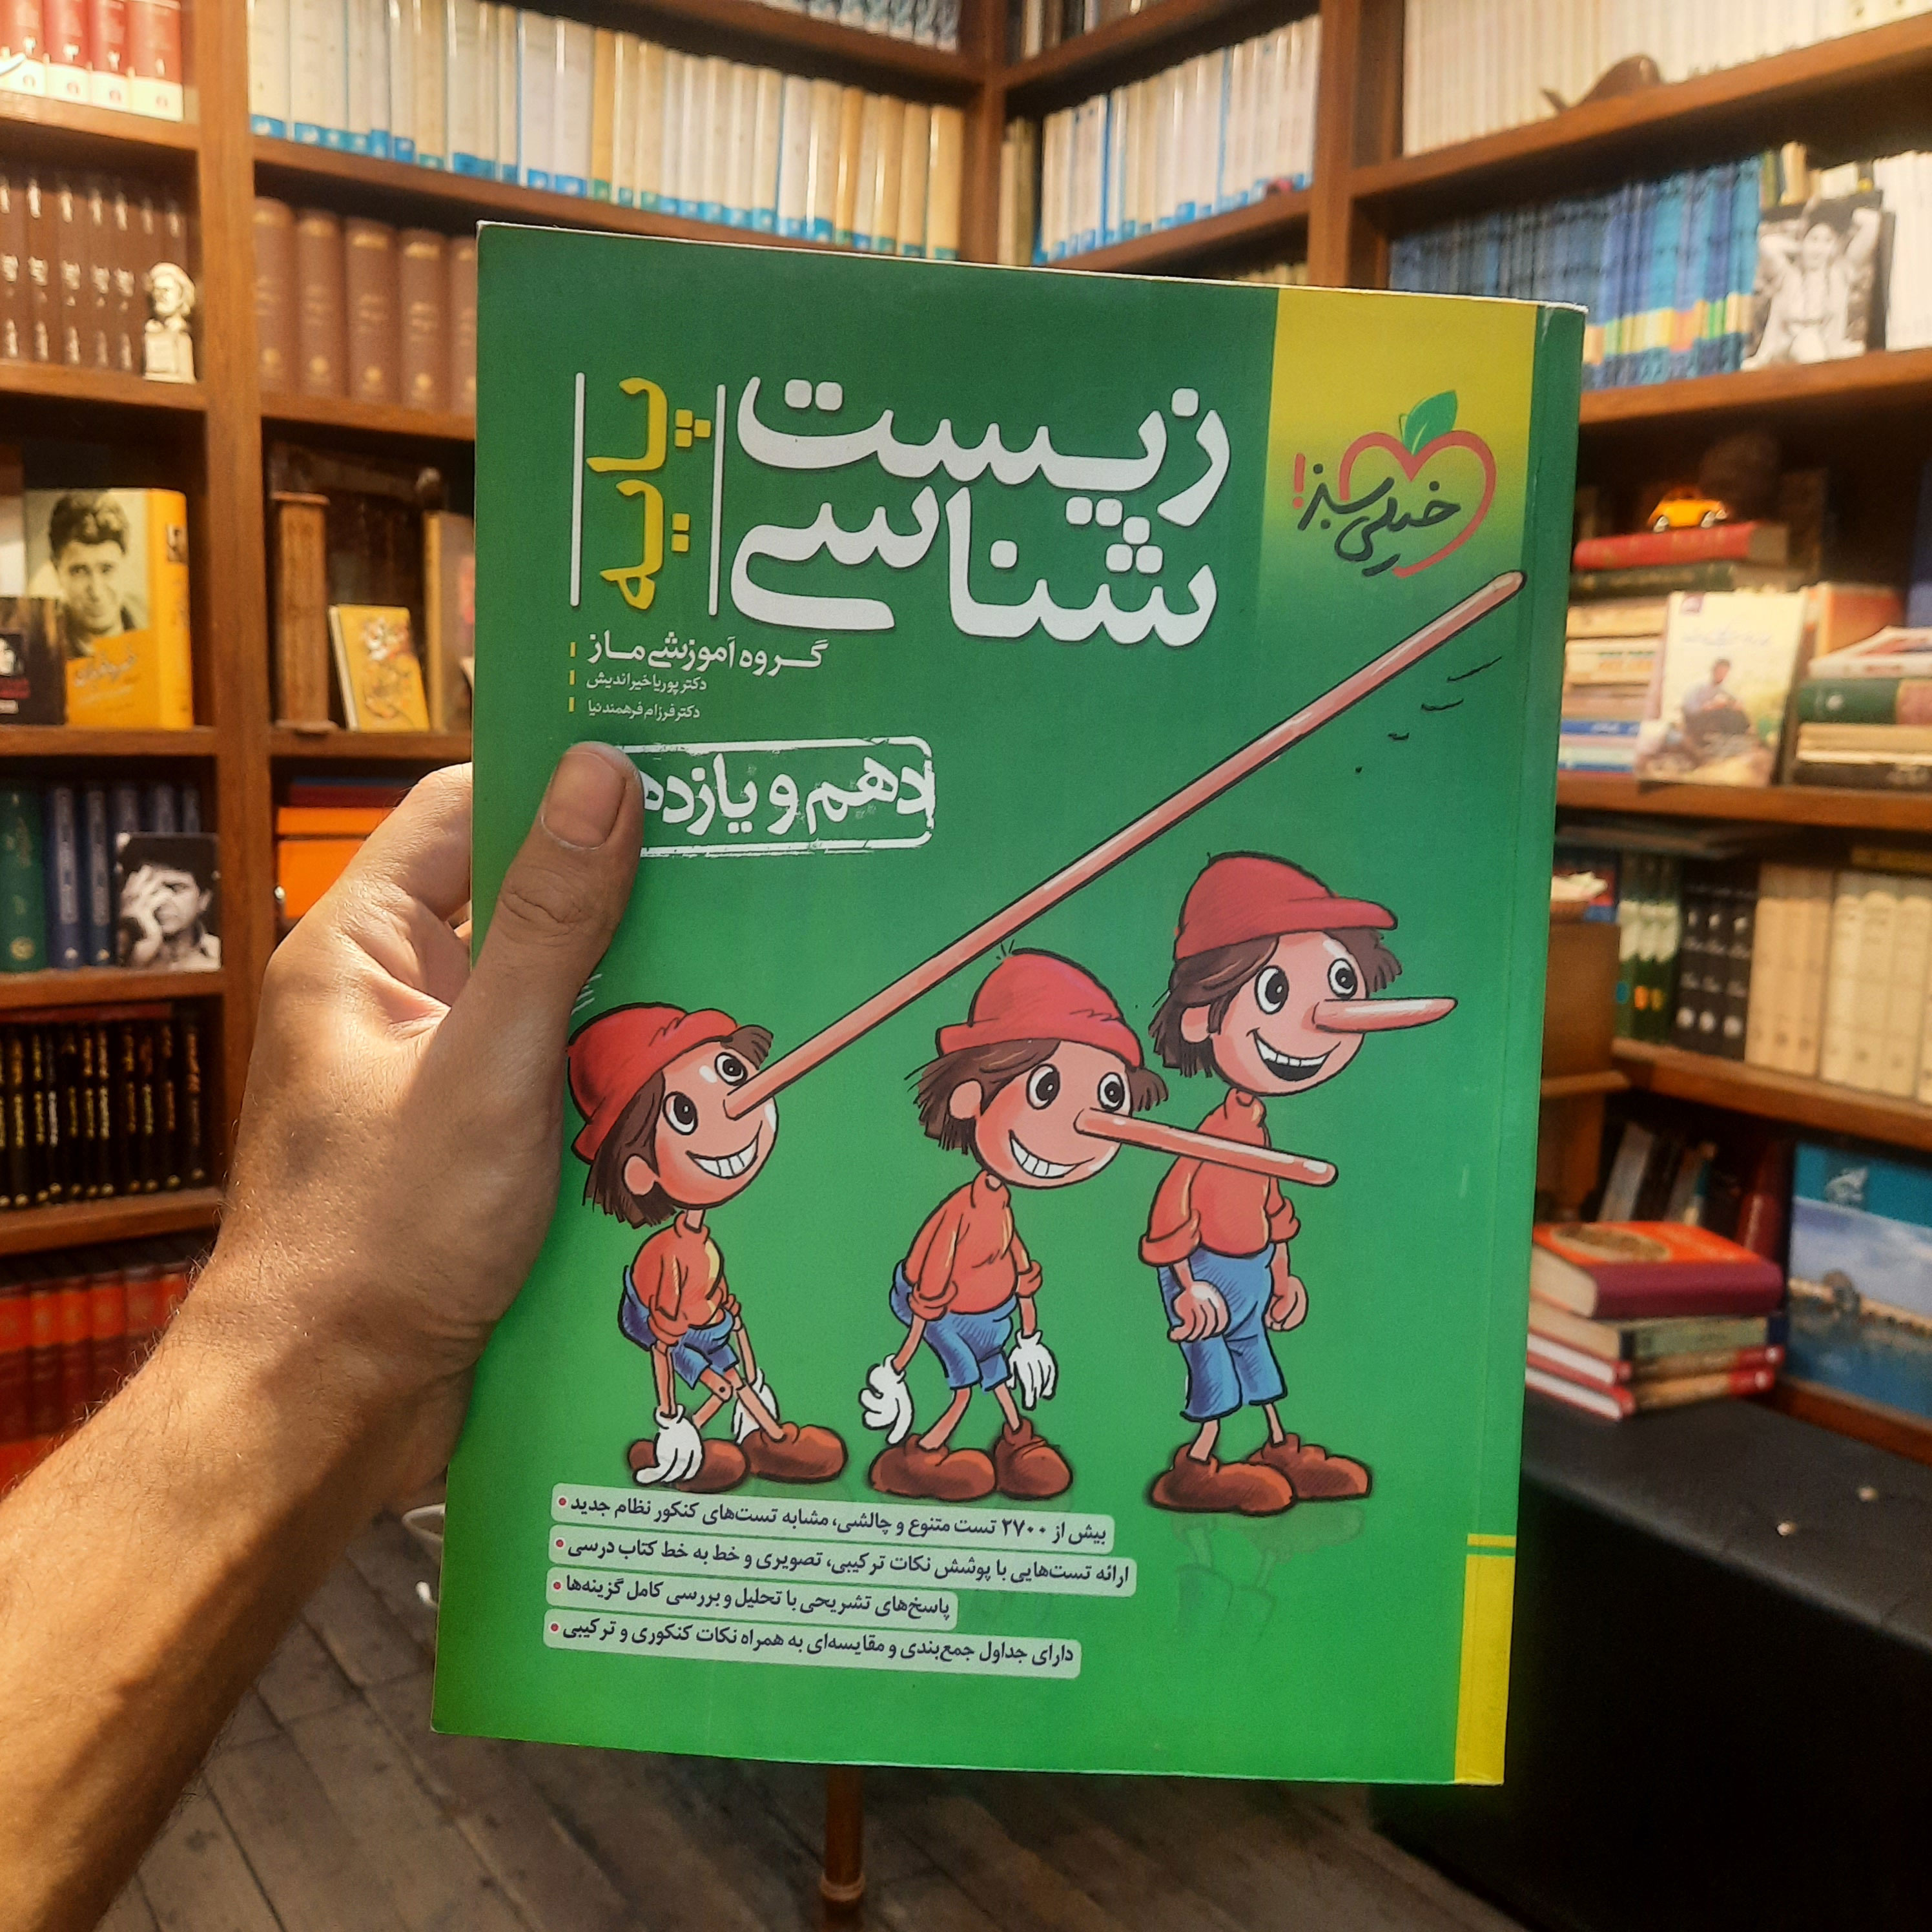 خیلی سبز!
زیست
شناسی
پایه
گروه آموزشی ماز
دکتر پوریا خیراندیش
دکتر فرزام فرهمندنیا
دهم و یازده
بیش از ۲۷۰۰ تست متنوع و چالشی، مشابه تست‌های کنکور نظام جدید
ارائه تست‌هایی با پوشش نکات ترکیبی، تصویری و خط به خط کتاب درسی
پاسخ‌های تشریحی با تحلیل و بررسی کامل گزینه‌ها
دارای جداول جمع‌بندی و مقایسه‌ای به همراه نکات کنکوری و ترکیبی